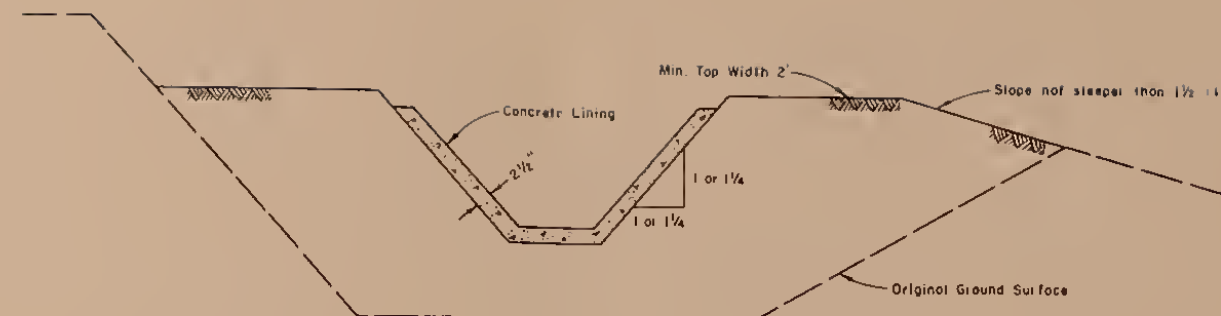 Min. Top Width 2'
Slope not steeper than 1½ :1
Concrete Lining
2½"
1 or 1¼
1 or 1¼
Original Ground Surface